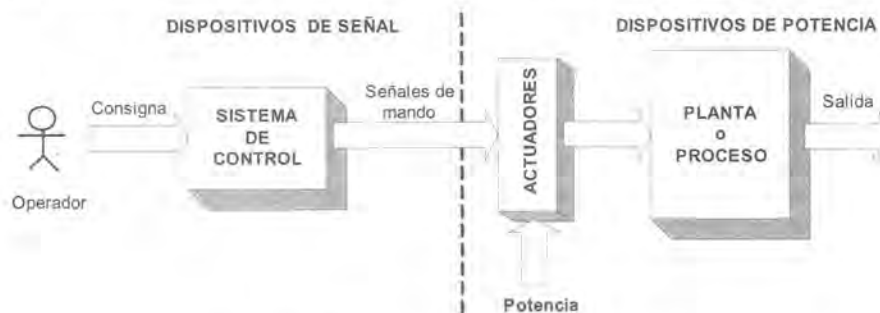 DISPOSITIVOS DE SEÑAL
DISPOSITIVOS DE POTENCIA
Operador
Consigna
SISTEMA
DE
CONTROL
Señales de
mando
ACTUADORES
Potencia
PLANTA
o
PROCESO
Salida